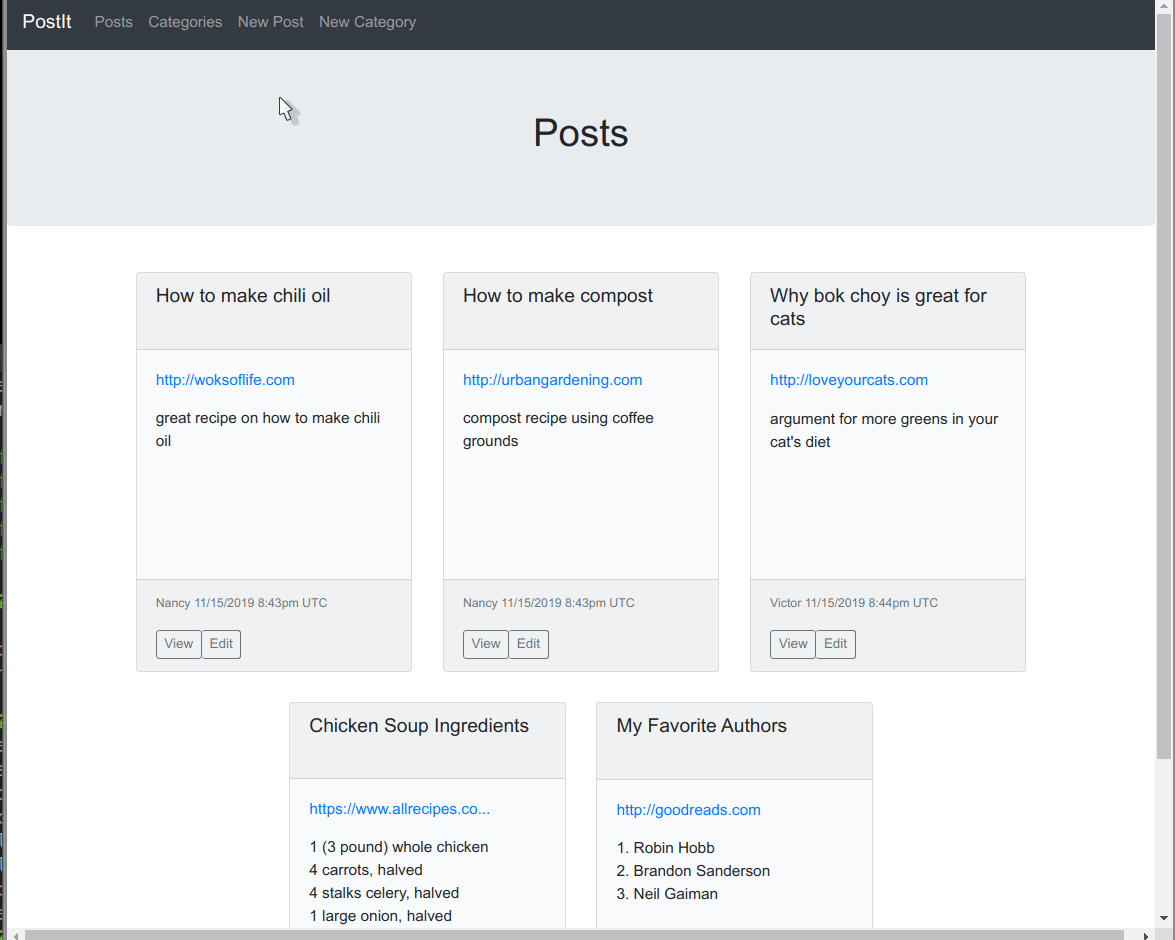 PostIt Posts Categories New Post New Category
Posts
How to make chili oil
http://woksoflife.com
great recipe on how to make chili
oil
Nancy 11/15/2019 8:43pm UTC
View Edit
How to make compost
http://urbangardening.com
compost recipe using coffee
grounds
Nancy 11/15/2019 8:43pm UTC
View Edit
Why bok choy is great for
cats
http://loveyourcats.com
argument for more greens in your
cat's diet
Victor 11/15/2019 8:44pm UTC
View Edit
Chicken Soup Ingredients
https://www.allrecipes.co...
1 (3 pound) whole chicken
4 carrots, halved
4 stalks celery, halved
1 large onion, halved
My Favorite Authors
http://goodreads.com
1. Robin Hobb
2. Brandon Sanderson
3. Neil Gaiman